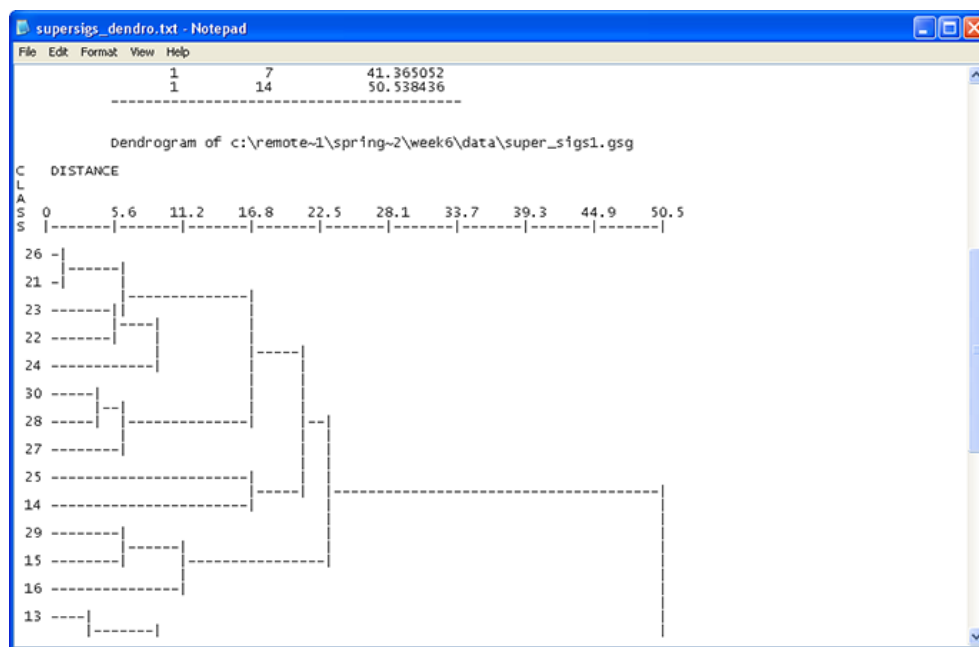 supersigs_dendro.txt - Notepad
File Edit Format View Help
1 7 41.365052
1 14 50.538436
------------------------------------------
Dendrogram of c:\remote~1\spring~2\week6\data\super_sigs1.gsg
C DISTANCE
L
A
S 0 5.6 11.2 16.8 22.5 28.1 33.7 39.3 44.9 50.5
S |-------|-------|-------|-------|-------|-------|-------|-------|-------|
26 -|
|------|
21 -| |
|--------------|
23 -------|| |
|----| |
22 -------| | |
| |-----|
24 ------------| | |
30 -----| | |
|--| | |
28 -----| |--------------| |--|
27 --------| | |
25 -----------------------| | |
|-----| |--------------------------------------|
14 -----------------------| | |
29 --------| | |
|------| | |
15 --------| |----------------| |
16 ---------------| |
13 ----| |
|-------| |